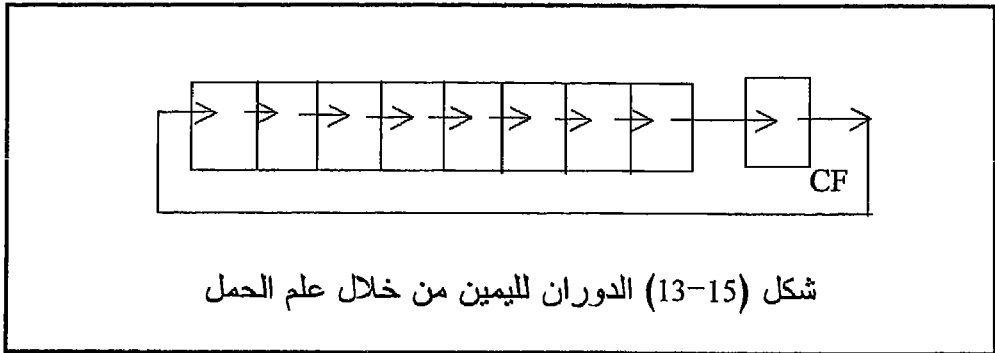 CF
شكل (15-13) الدوران لليمين من خلال علم الحمل